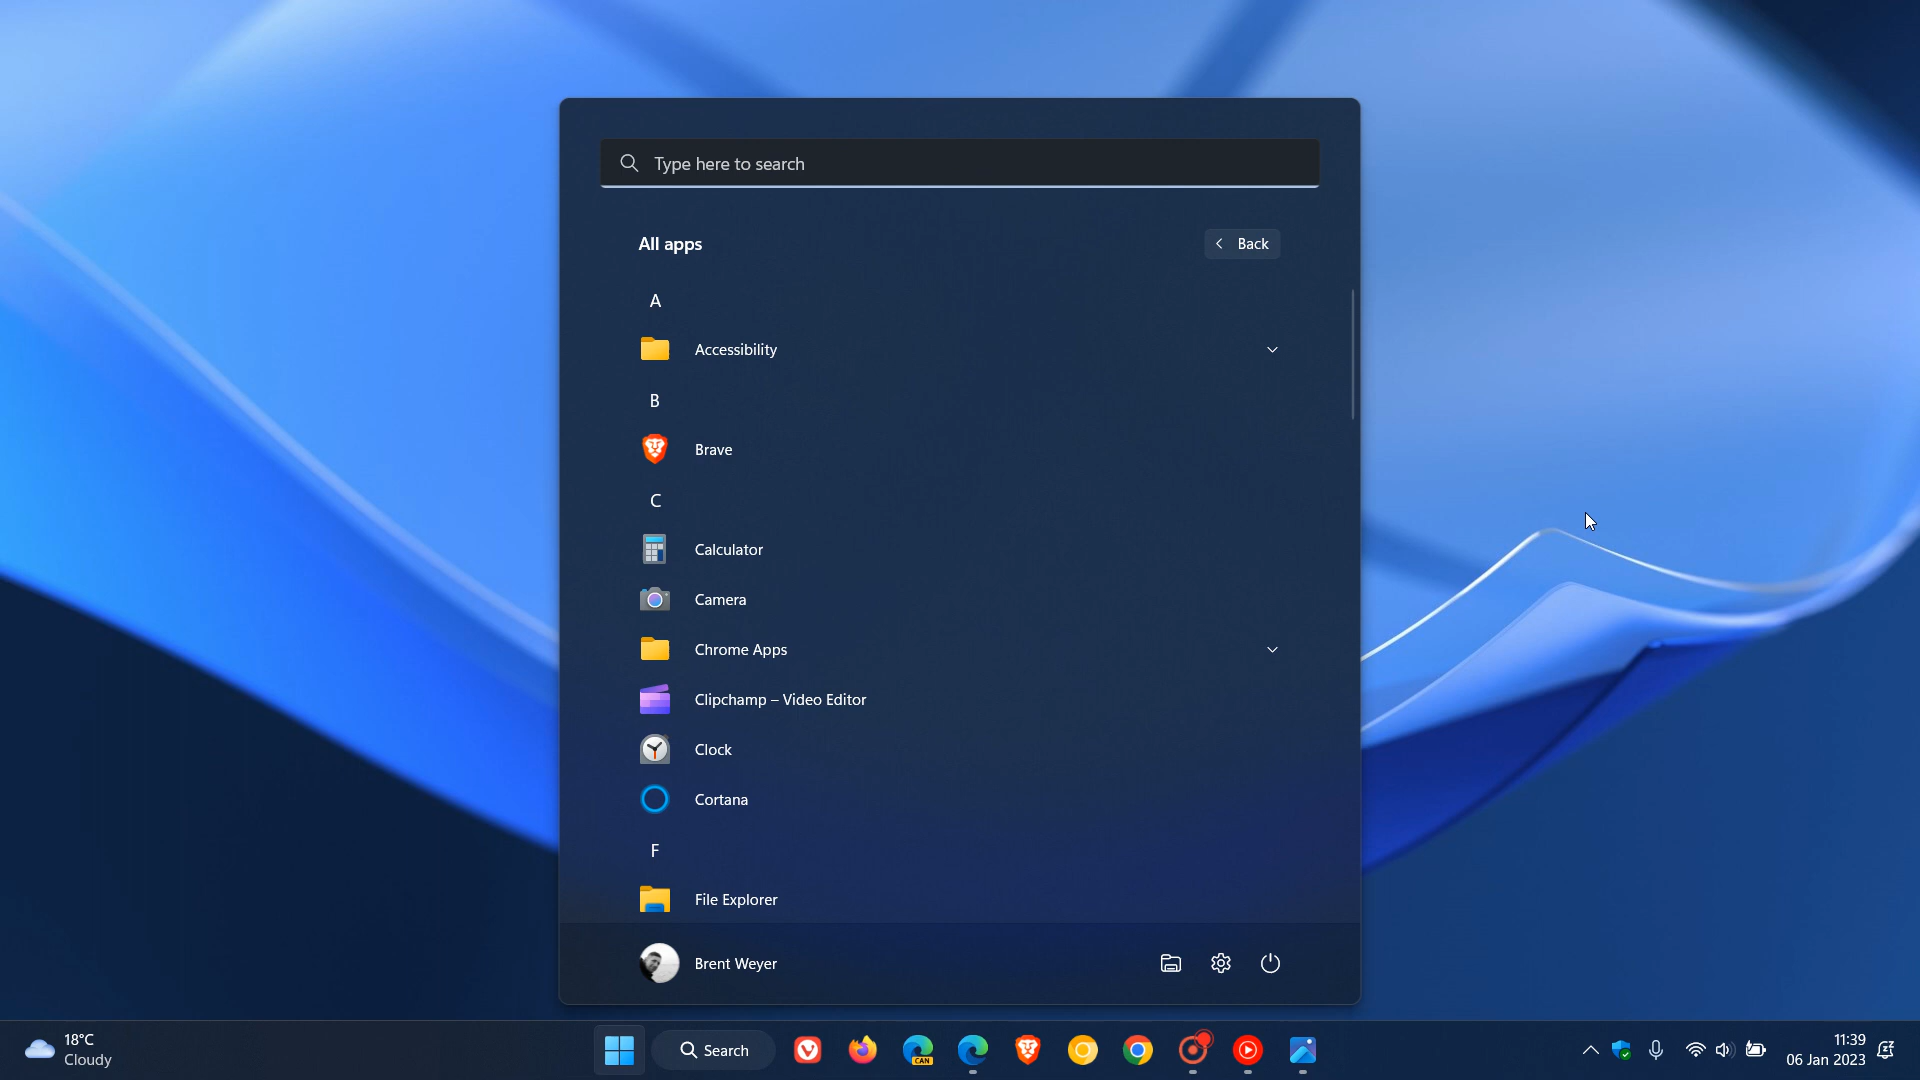 Type here to search
All apps
Back
A
Accessibility
B
Brave
C
Calculator
Camera
Chrome Apps
Clipchamp – Video Editor
Clock
Cortana
F
File Explorer
Brent Weyer
18°C
Cloudy
Search
CAN
11:39
06 Jan 2023